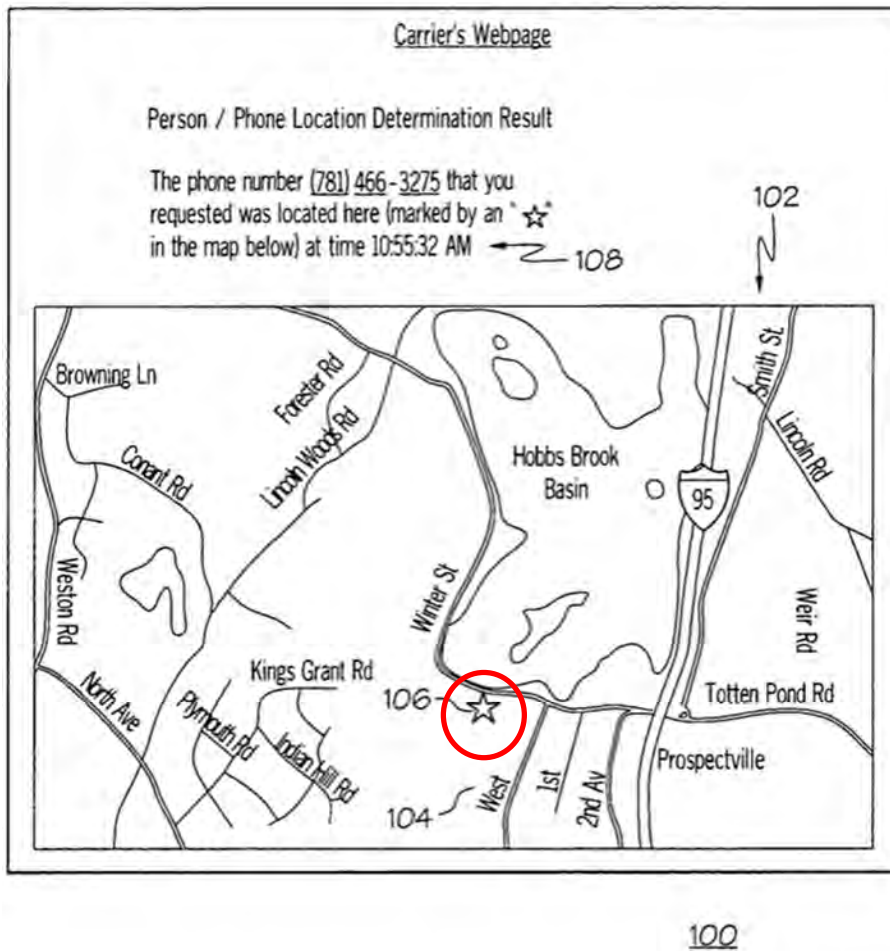 Carrier's Webpage
Person / Phone Location Determination Result
The phone number (781) 466-3275 that you
requested was located here (marked by an "☆"
in the map below) at time 10:55:32 AM
108
102
Browning Ln
Forester Rd
Smith St
Lincoln Rd
Conant Rd
Lincoln Woods Rd
Hobbs Brook
Basin
95
Weston Rd
Winter St
Weir Rd
Kings Grant Rd
106
Totten Pond Rd
North Ave
Plymouth Rd
Indian Hill Rd
Prospectville
104
West
1st
2nd Av
100